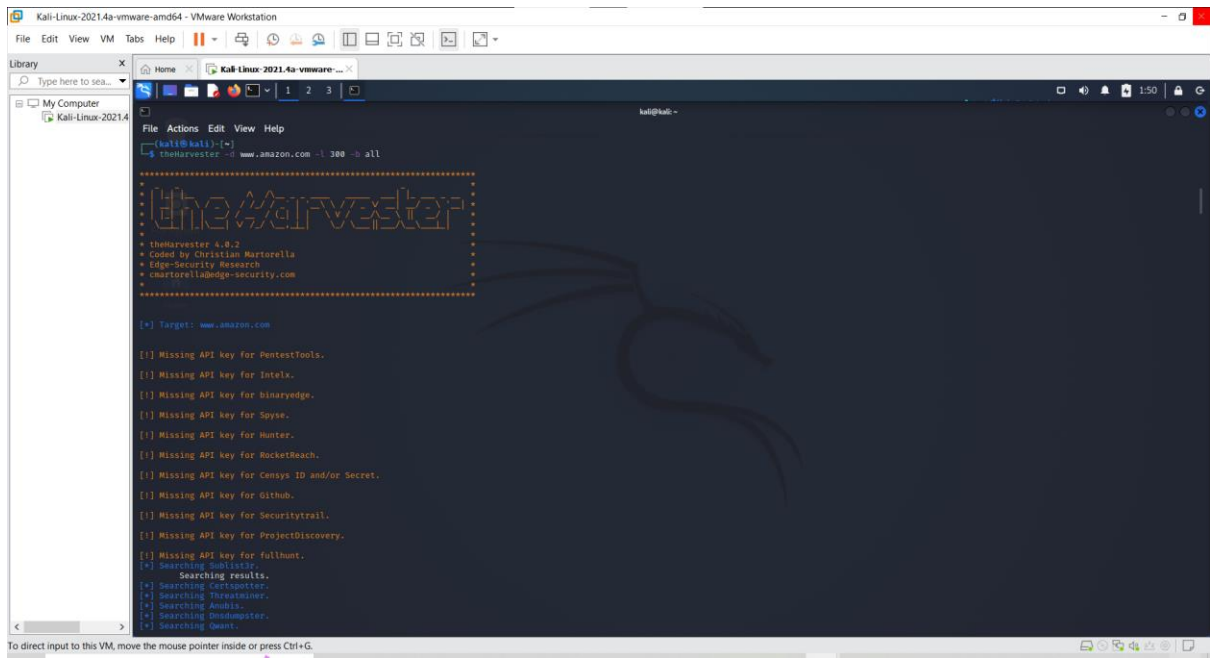 Kali-Linux-2021.4a-vmware-amd64 - VMware Workstation
File Edit View VM Tabs Help
Library X
Type here to sea...
My Computer
Kali-Linux-2021.4
Home
Kali-Linux-2021.4a-vmware-...
1 2 3
1:50
kali@kali: ~
File Actions Edit View Help
(kali㉿kali)-[~]
$ theHarvester -d www.amazon.com -l 300 -b all
*******************************************************************
theHarvester
* theHarvester 4.0.2 *
* Coded by Christian Martorella *
* Edge-Security Research *
* cmartorella@edge-security.com *
* *
*******************************************************************
[*] Target: www.amazon.com
[!] Missing API key for PentestTools.
[!] Missing API key for Intelx.
[!] Missing API key for binaryedge.
[!] Missing API key for Spyse.
[!] Missing API key for Hunter.
[!] Missing API key for RocketReach.
[!] Missing API key for Censys ID and/or Secret.
[!] Missing API key for Github.
[!] Missing API key for Securitytrail.
[!] Missing API key for ProjectDiscovery.
[!] Missing API key for fullhunt.
[*] Searching Sublist3r.
Searching results.
[*] Searching Certspotter.
[*] Searching Threatminer.
[*] Searching Anubis.
[*] Searching Dnsdumpster.
[*] Searching Qwant.
To direct input to this VM, move the mouse pointer inside or press Ctrl+G.